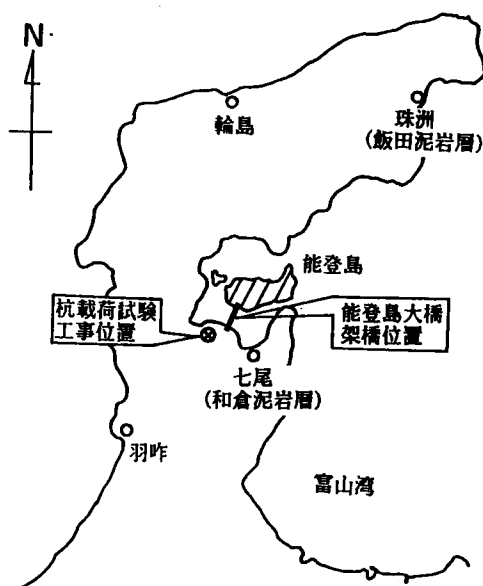 N
輪島
珠洲
(飯田泥岩層)
能登島
杭載荷試験
工事位置
能登島大橋
架橋位置
七尾
(和倉泥岩層)
羽咋
富山湾